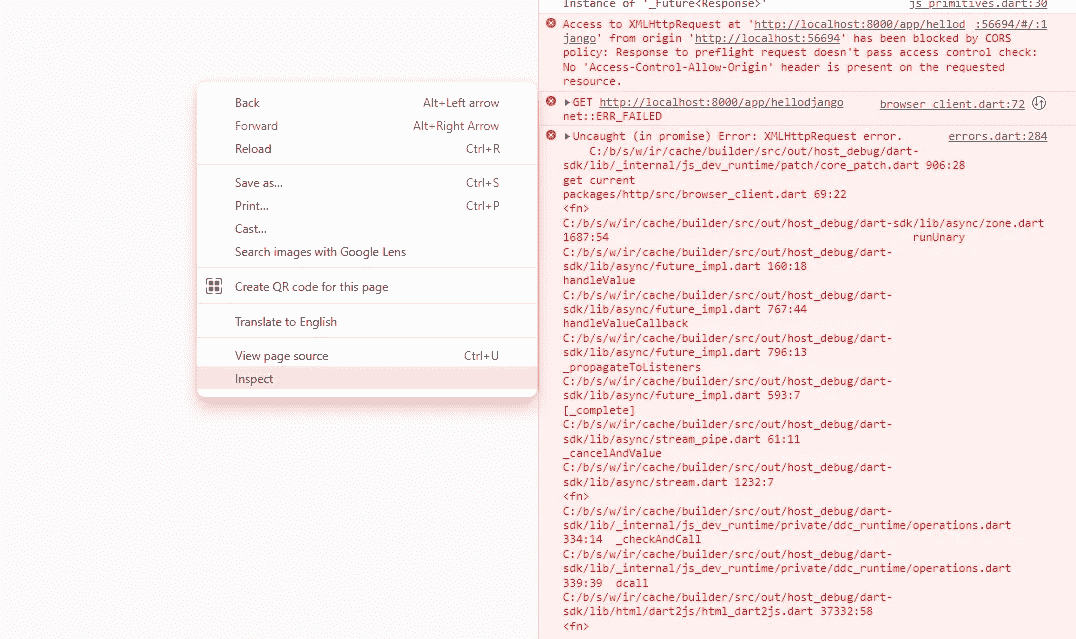 Back Alt+Left arrow
Forward Alt+Right Arrow
Reload Ctrl+R
Save as... Ctrl+S
Print... Ctrl+P
Cast...
Search images with Google Lens
Create QR code for this page
Translate to English
View page source Ctrl+U
Inspect
Instance of '_Future<Response>' js_primitives.dart:30
Access to XMLHttpRequest at 'http://localhost:8000/app/hellod :56694/#/:1
jango' from origin 'http://localhost:56694' has been blocked by CORS
policy: Response to preflight request doesn't pass access control check:
No 'Access-Control-Allow-Origin' header is present on the requested
resource.
GET http://localhost:8000/app/hellodjango browser_client.dart:72
net::ERR_FAILED
Uncaught (in promise) Error: XMLHttpRequest error. errors.dart:284
C:/b/s/w/ir/cache/builder/src/out/host_debug/dart-
sdk/lib/_internal/js_dev_runtime/patch/core_patch.dart 906:28
get current
packages/http/src/browser_client.dart 69:22
<fn>
C:/b/s/w/ir/cache/builder/src/out/host_debug/dart-sdk/lib/async/zone.dart
1687:54 runUnary
C:/b/s/w/ir/cache/builder/src/out/host_debug/dart-
sdk/lib/async/future_impl.dart 160:18
handleValue
C:/b/s/w/ir/cache/builder/src/out/host_debug/dart-
sdk/lib/async/future_impl.dart 767:44
handleValueCallback
C:/b/s/w/ir/cache/builder/src/out/host_debug/dart-
sdk/lib/async/future_impl.dart 796:13
_propagateToListeners
C:/b/s/w/ir/cache/builder/src/out/host_debug/dart-
sdk/lib/async/future_impl.dart 593:7
[_complete]
C:/b/s/w/ir/cache/builder/src/out/host_debug/dart-
sdk/lib/async/stream_pipe.dart 61:11
_cancelAndValue
C:/b/s/w/ir/cache/builder/src/out/host_debug/dart-
sdk/lib/async/stream.dart 1232:7
<fn>
C:/b/s/w/ir/cache/builder/src/out/host_debug/dart-
sdk/lib/_internal/js_dev_runtime/private/ddc_runtime/operations.dart
334:14 _checkAndCall
C:/b/s/w/ir/cache/builder/src/out/host_debug/dart-
sdk/lib/_internal/js_dev_runtime/private/ddc_runtime/operations.dart
339:39 dcall
C:/b/s/w/ir/cache/builder/src/out/host_debug/dart-
sdk/lib/html/dart2js/html_dart2js.dart 37332:58
<fn>